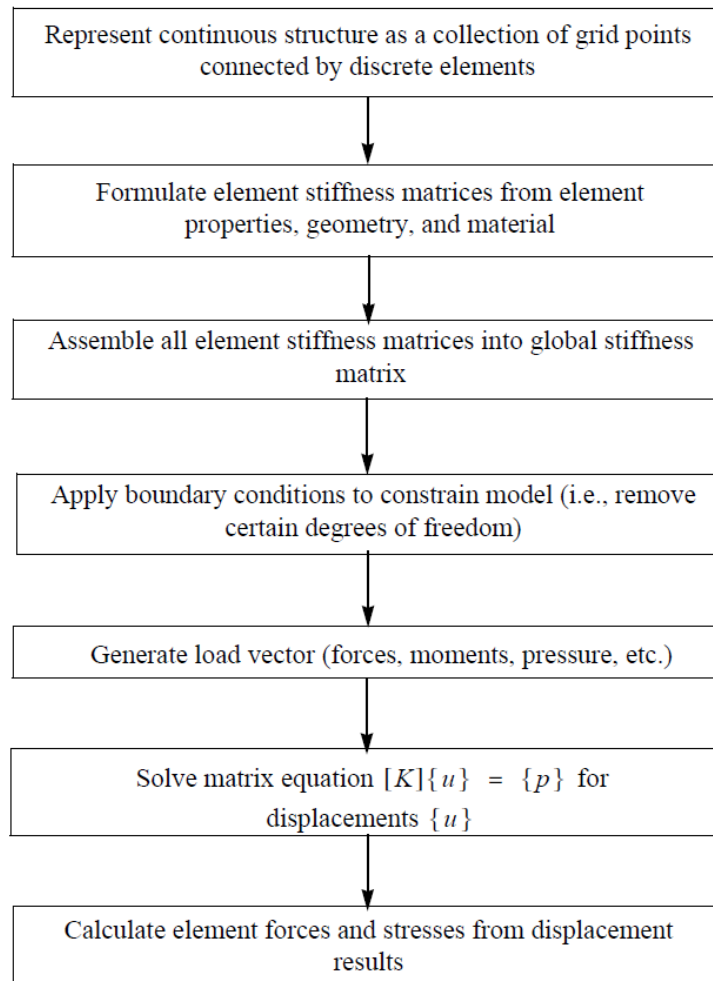 Represent continuous structure as a collection of grid points
connected by discrete elements
Formulate element stiffness matrices from element
properties, geometry, and material
Assemble all element stiffness matrices into global stiffness
matrix
Apply boundary conditions to constrain model (i.e., remove
certain degrees of freedom)
Generate load vector (forces, moments, pressure, etc.)
Solve matrix equation [K]{u} = {p} for
displacements {u}
Calculate element forces and stresses from displacement
results